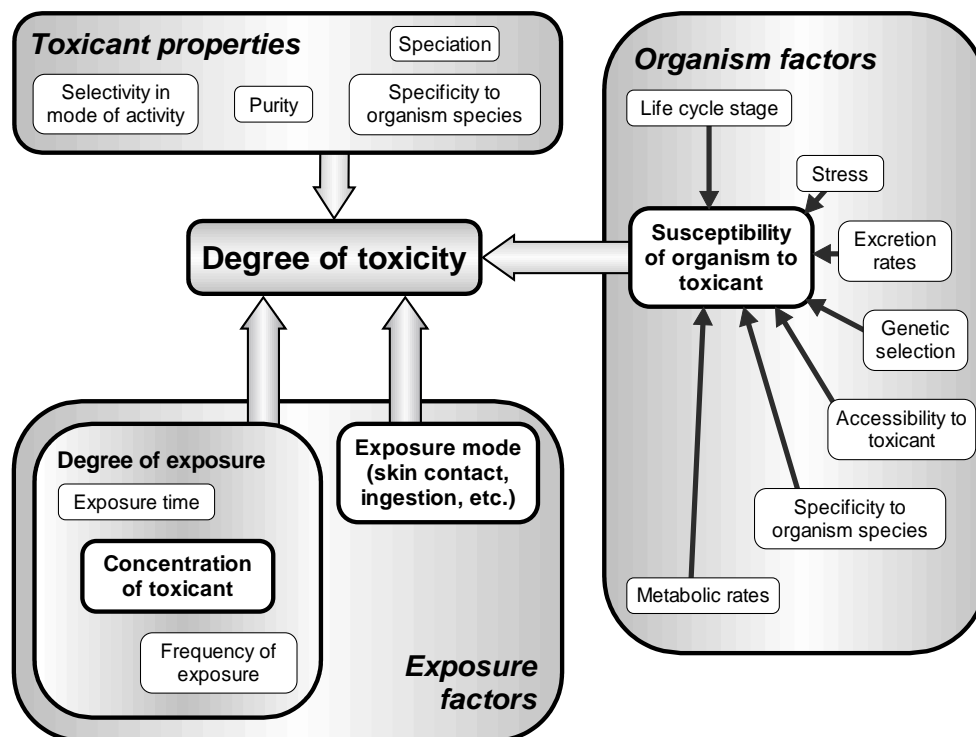 Toxicant properties
Speciation
Selectivity in
mode of activity
Purity
Specificity to
organism species
Degree of toxicity
Organism factors
Life cycle stage
Stress
Susceptibility
of organism to
toxicant
Excretion
rates
Genetic
selection
Accessibility to
toxicant
Specificity to
organism species
Metabolic rates
Degree of exposure
Exposure time
Concentration
of toxicant
Frequency of
exposure
Exposure mode
(skin contact,
ingestion, etc.)
Exposure
factors